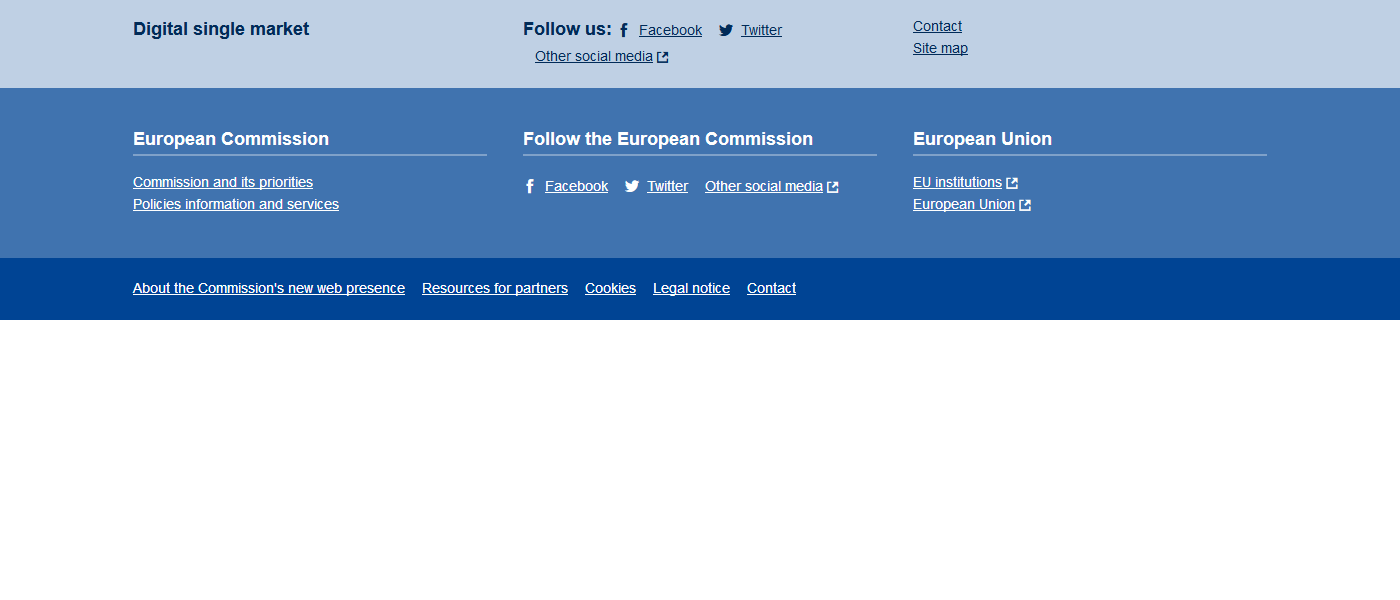 Digital single market
Follow us: Facebook Twitter
Other social media
Contact
Site map
European Commission
Commission and its priorities
Policies information and services
Follow the European Commission
Facebook Twitter Other social media
European Union
EU institutions
European Union
About the Commission's new web presence Resources for partners Cookies Legal notice Contact